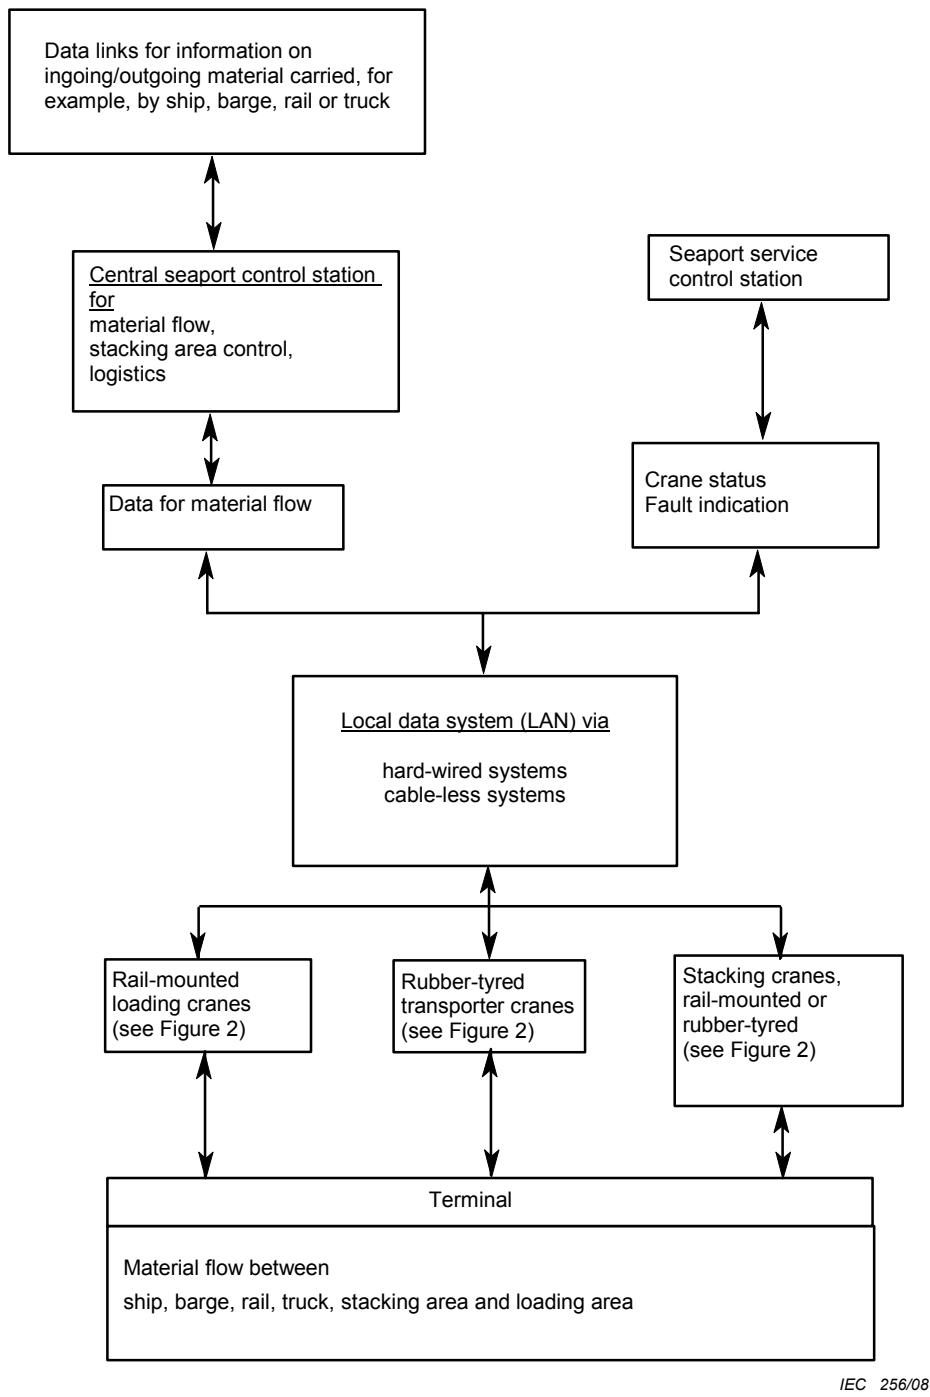 Data links for information on
ingoing/outgoing material carried, for
example, by ship, barge, rail or truck
Central seaport control station
for
material flow,
stacking area control,
logistics
Seaport service
control station
Data for material flow
Crane status
Fault indication
Local data system (LAN) via
hard-wired systems
cable-less systems
Rail-mounted
loading cranes
(see Figure 2)
Rubber-tyred
transporter cranes
(see Figure 2)
Stacking cranes,
rail-mounted or
rubber-tyred
(see Figure 2)
Terminal
Material flow between
ship, barge, rail, truck, stacking area and loading area
IEC 256/08